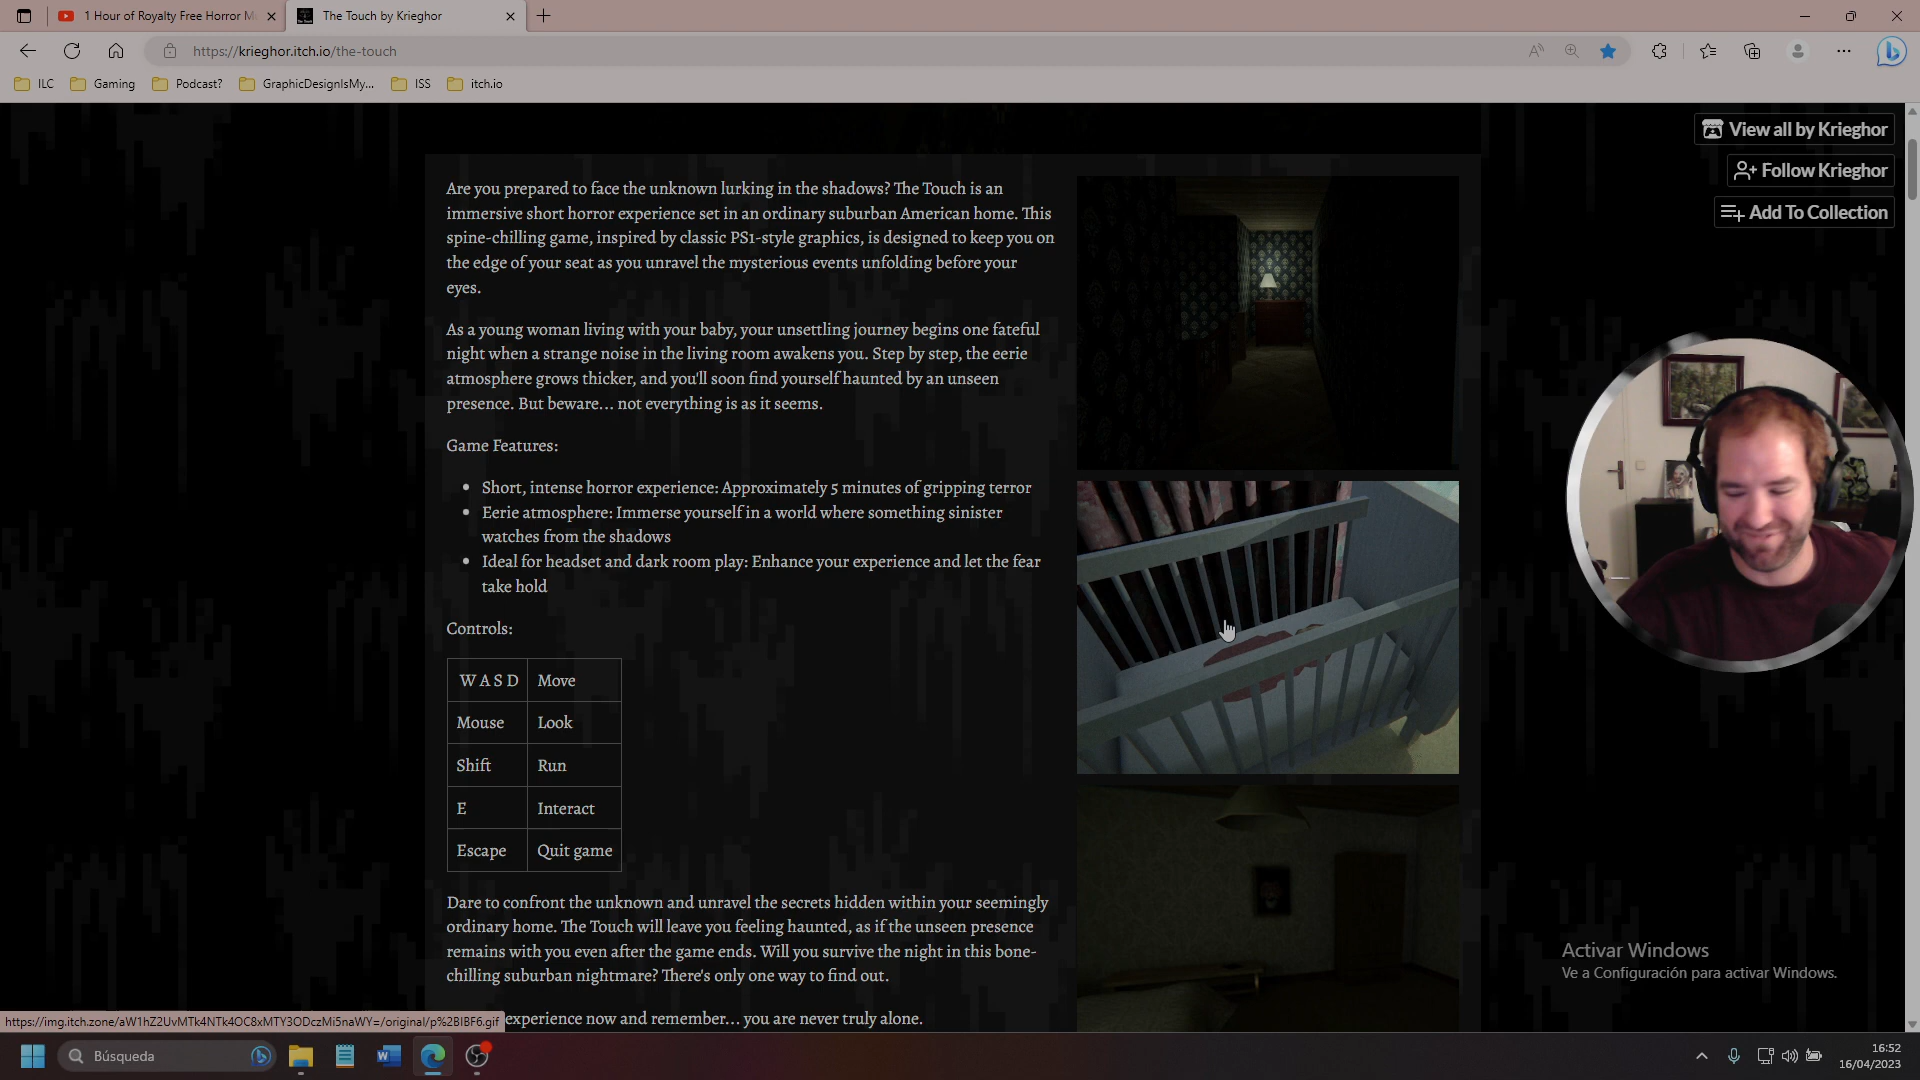 1 Hour of Royalty Free Horror M
The Touch by Krieghor
https://krieghor.itch.io/the-touch
ILC
Gaming
Podcast?
GraphicDesignIsMy...
ISS
itch.io
View all by Krieghor
Follow Krieghor
Add To Collection
Are you prepared to face the unknown lurking in the shadows? The Touch is an
immersive short horror experience set in an ordinary suburban American home. This
spine-chilling game, inspired by classic PS1-style graphics, is designed to keep you on
the edge of your seat as you unravel the mysterious events unfolding before your
eyes.
As a young woman living with your baby, your unsettling journey begins one fateful
night when a strange noise in the living room awakens you. Step by step, the eerie
atmosphere grows thicker, and you'll soon find yourself haunted by an unseen
presence. But beware... not everything is as it seems.
Game Features:
Short, intense horror experience: Approximately 5 minutes of gripping terror
Eerie atmosphere: Immerse yourself in a world where something sinister
watches from the shadows
Ideal for headset and dark room play: Enhance your experience and let the fear
take hold
Controls:
W A S D Move
Mouse Look
Shift Run
E Interact
Escape Quit game
Dare to confront the unknown and unravel the secrets hidden within your seemingly
ordinary home. The Touch will leave you feeling haunted, as if the unseen presence
remains with you even after the game ends. Will you survive the night in this bone-
chilling suburban nightmare? There's only one way to find out.
experience now and remember... you are never truly alone.
Activar Windows
Ve a Configuración para activar Windows.
https://img.itch.zone/aW1hZ2UvMTk4NTk4OC8xMTY3ODczMi5naWY=/original/p%2BIBF6.gif
Búsqueda
16:52
16/04/2023